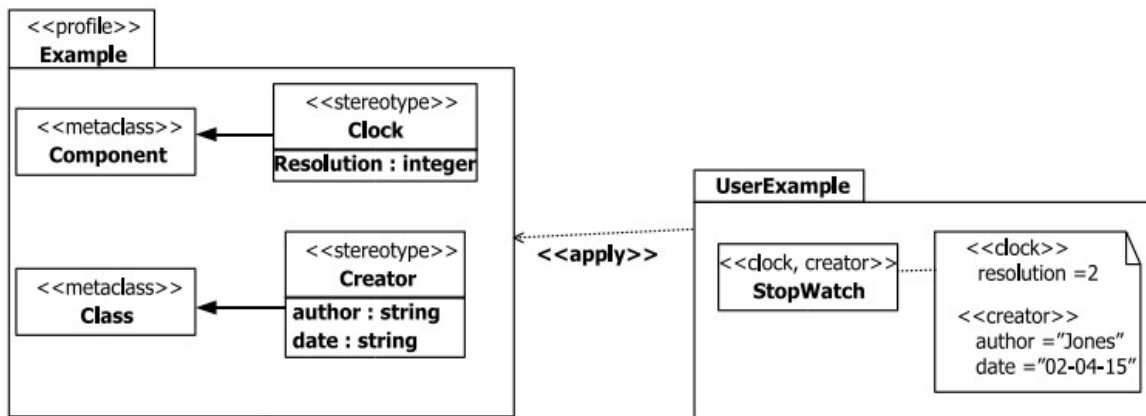 <<profile>>
Example
<<metaclass>>
Component
<<stereotype>>
Clock
Resolution : integer
<<metaclass>>
Class
<<stereotype>>
Creator
author : string
date : string
<<apply>>
UserExample
<<clock, creator>>
StopWatch
<<clock>>
resolution =2
<<creator>>
author ="Jones"
date ="02-04-15"